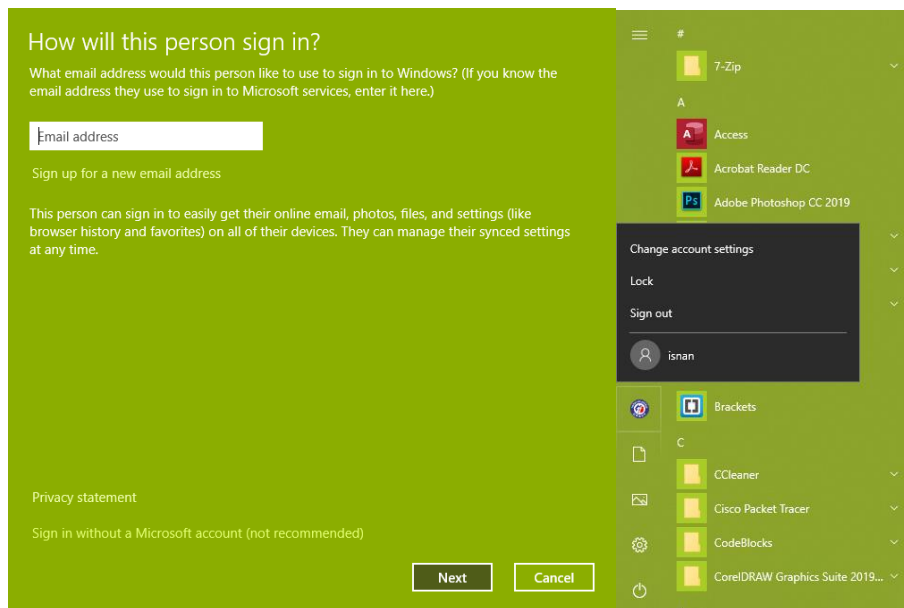 How will this person sign in?
What email address would this person like to use to sign in to Windows? (If you know the
email address they use to sign in to Microsoft services, enter it here.)
Email address
Sign up for a new email address
This person can sign in to easily get their online email, photos, files, and settings (like
browser history and favorites) on all of their devices. They can manage their synced settings
at any time.
Privacy statement
Sign in without a Microsoft account (not recommended)
Next
Cancel
#
7-Zip
A
Access
Acrobat Reader DC
Adobe Photoshop CC 2019
Change account settings
Lock
Sign out
isnan
Brackets
C
CCleaner
Cisco Packet Tracer
CodeBlocks
CorelDRAW Graphics Suite 2019...